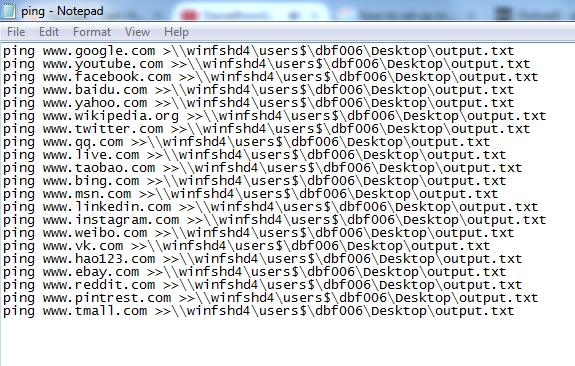 ping - Notepad
File Edit Format View Help
ping www.google.com >\\winfshd4\users$\dbf006\Desktop\output.txt
ping www.youtube.com >>\\winfshd4\users$\dbf006\Desktop\output.txt
ping www.facebook.com >>\\winfshd4\users$\dbf006\Desktop\output.txt
ping www.baidu.com >>\\winfshd4\users$\dbf006\Desktop\output.txt
ping www.yahoo.com >>\\winfshd4\users$\dbf006\Desktop\output.txt
ping www.wikipedia.org >>\\winfshd4\users$\dbf006\Desktop\output.txt
ping www.twitter.com >>\\winfshd4\users$\dbf006\Desktop\output.txt
ping www.qq.com >>\\winfshd4\users$\dbf006\Desktop\output.txt
ping www.live.com >>\\winfshd4\users$\dbf006\Desktop\output.txt
ping www.taobao.com >>\\winfshd4\users$\dbf006\Desktop\output.txt
ping www.bing.com >>\\winfshd4\users$\dbf006\Desktop\output.txt
ping www.msn.com >>\\winfshd4\users$\dbf006\Desktop\output.txt
ping www.linkedin.com >>\\winfshd4\users$\dbf006\Desktop\output.txt
ping www.instagram.com >>\\winfshd4\users$\dbf006\Desktop\output.txt
ping www.weibo.com >>\\winfshd4\users$\dbf006\Desktop\output.txt
ping www.vk.com >>\\winfshd4\users$\dbf006\Desktop\output.txt
ping www.hao123.com >>\\winfshd4\users$\dbf006\Desktop\output.txt
ping www.ebay.com >>\\winfshd4\users$\dbf006\Desktop\output.txt
ping www.reddit.com >>\\winfshd4\users$\dbf006\Desktop\output.txt
ping www.pintrest.com >>\\winfshd4\users$\dbf006\Desktop\output.txt
ping www.tmall.com >>\\winfshd4\users$\dbf006\Desktop\output.txt